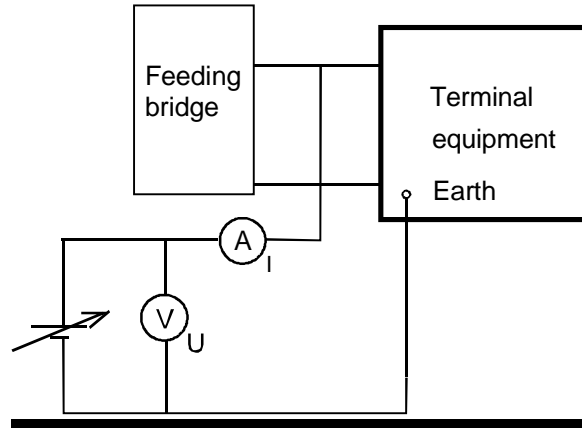 Feeding
bridge
Terminal
equipment
Earth
A
I
V
U